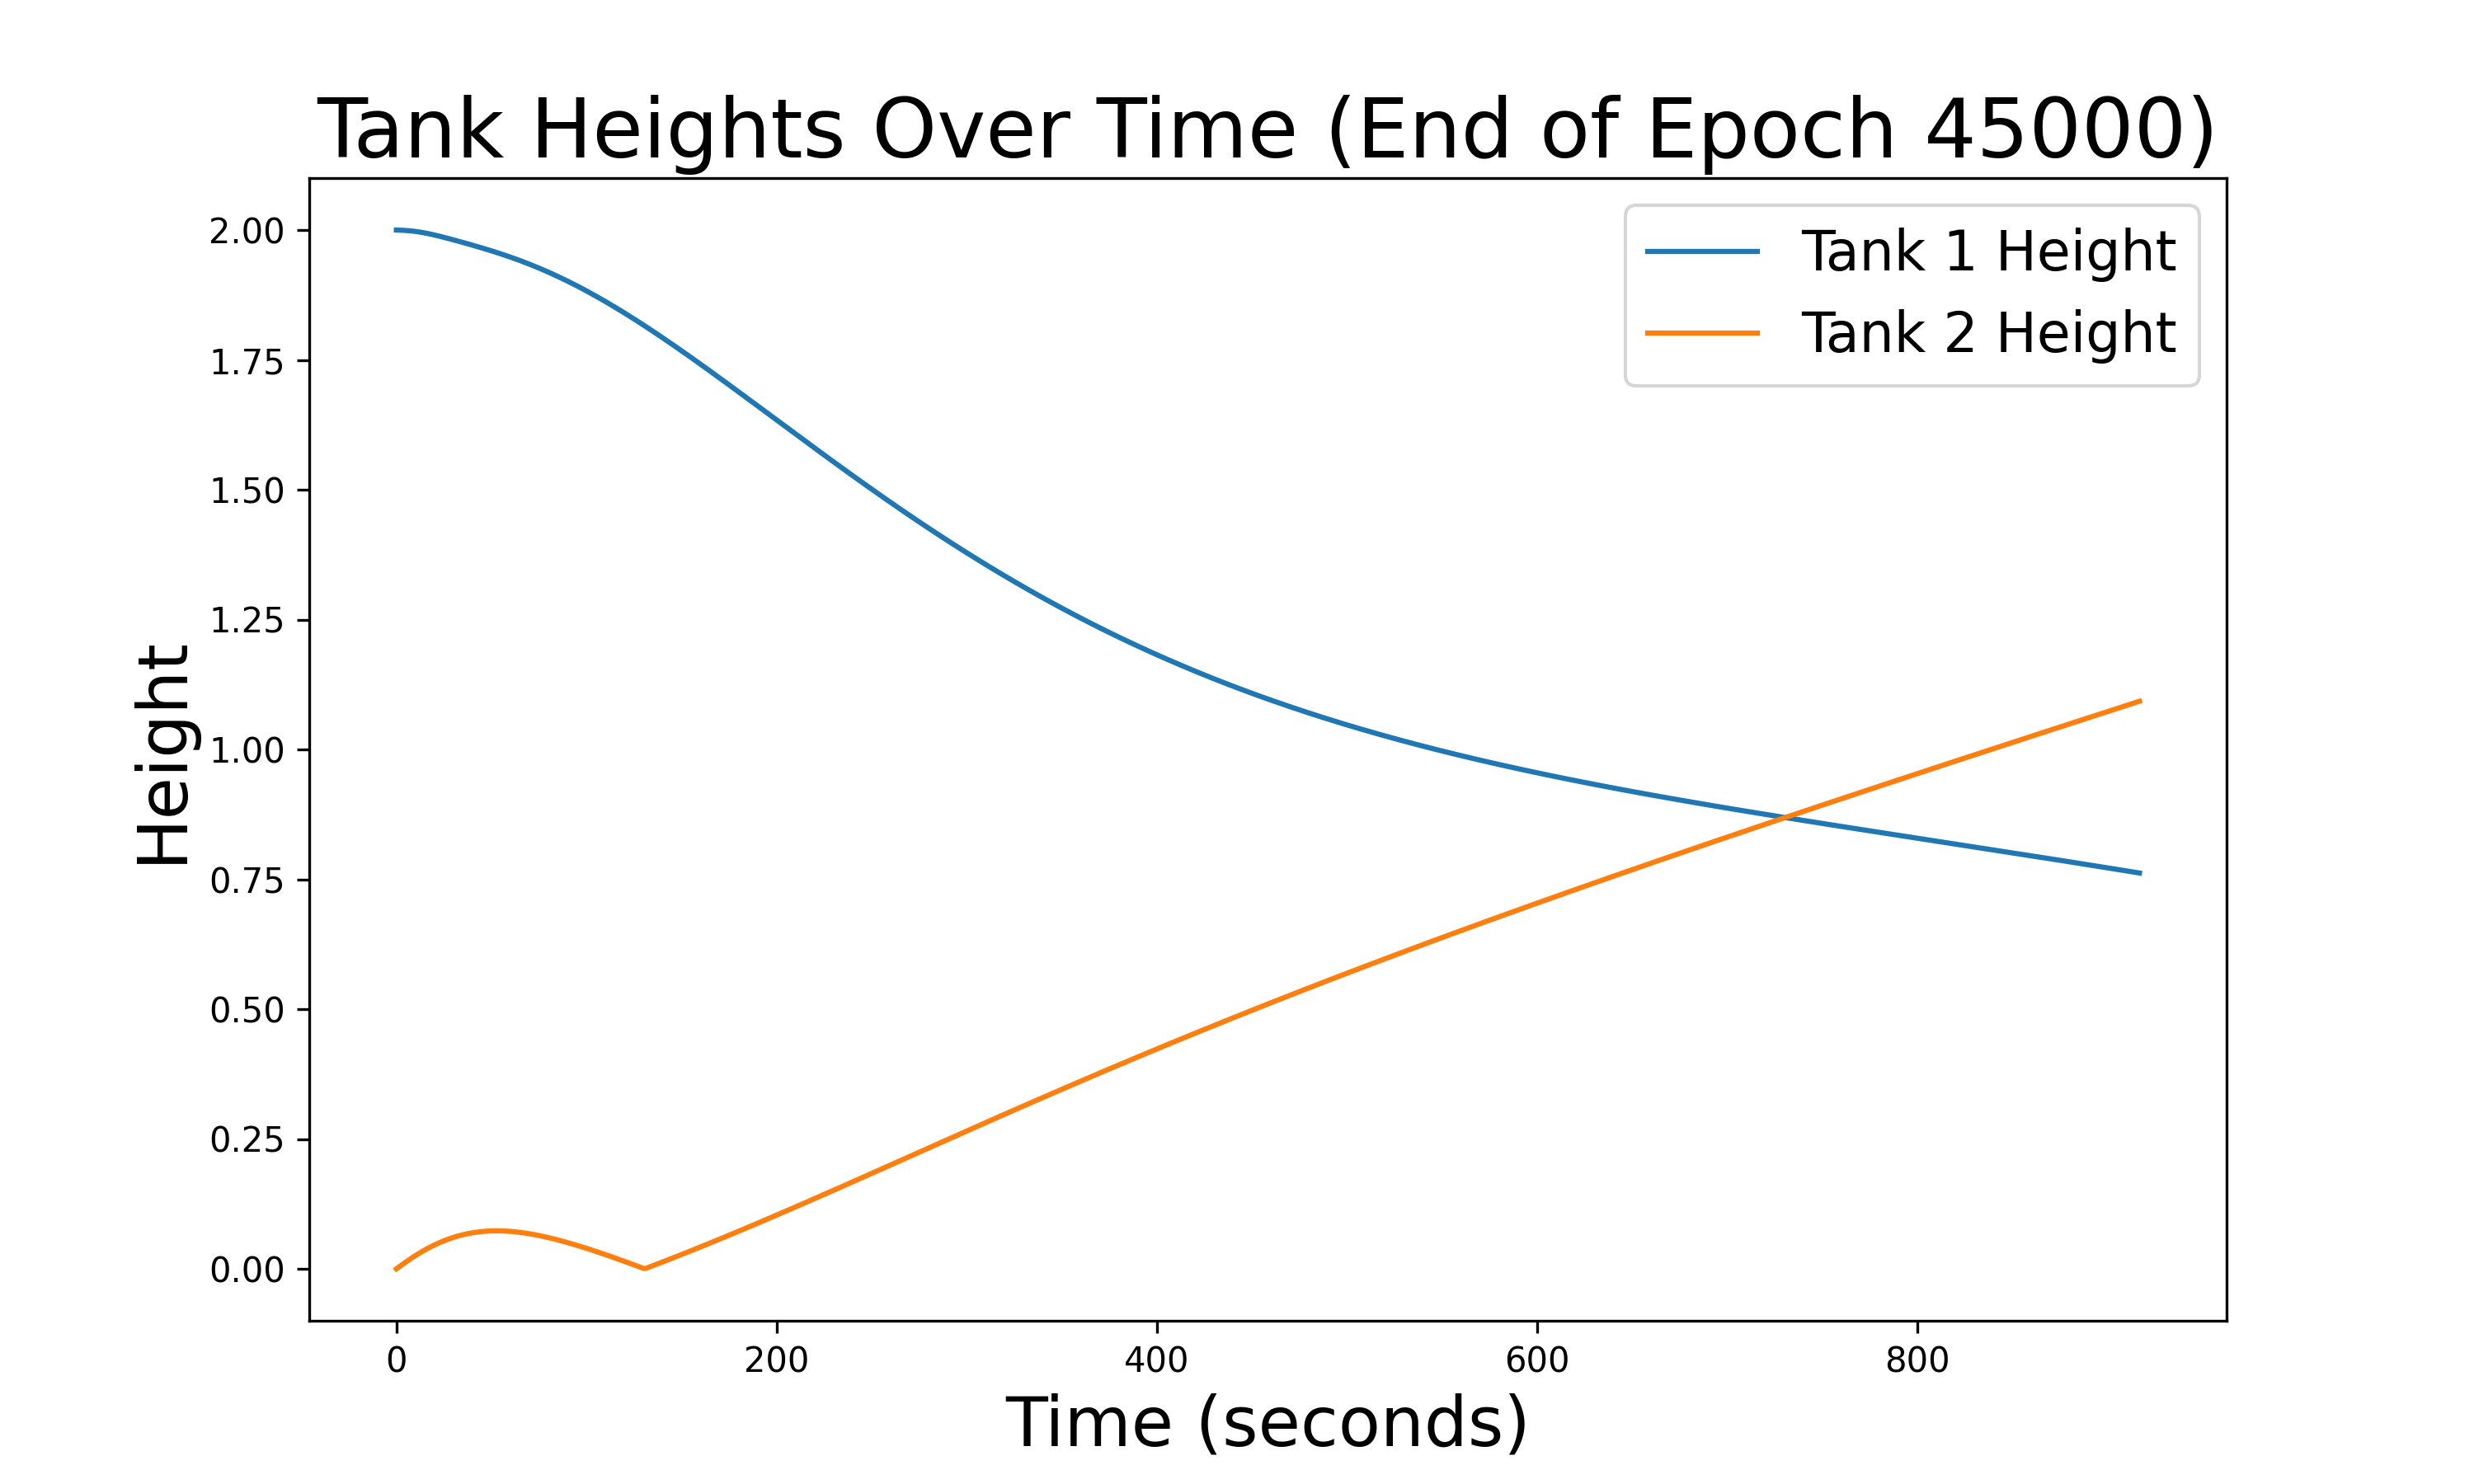 Tank Heights Over Time (End of Epoch 45000)
Tank 1 Height
Tank 2 Height
2.00
1.75
1.50
1.25
1.00
0.75
0.50
0.25
0.00
Height
0 200 400 600 800
Time (seconds)